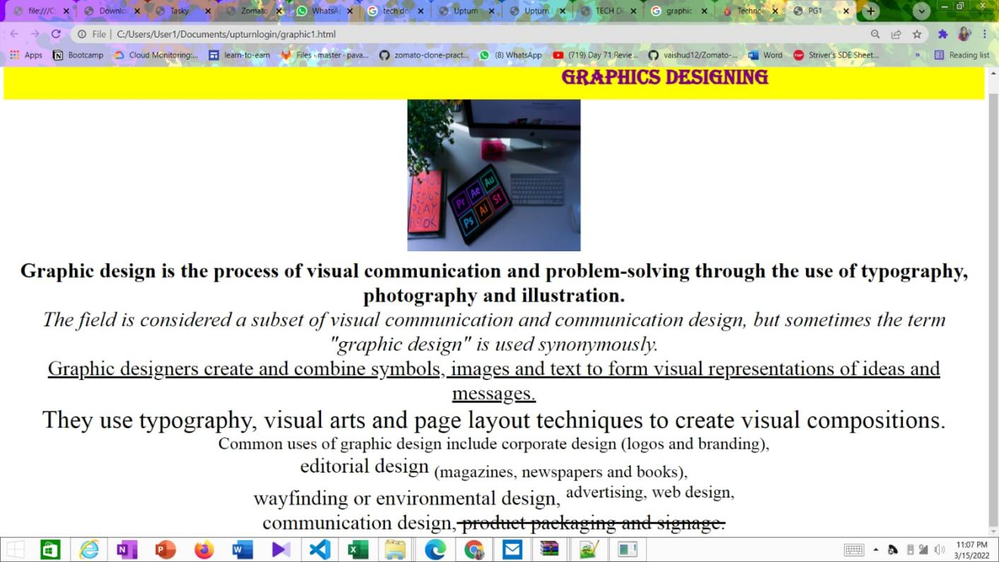 file:///C:
Downlo
Tasky
Zomato
WhatsA
tech do
Upturn
Upturn
TECH D
graphic
Technol
PG1
File | C:/Users/User1/Documents/upturnlogin/graphic1.html
Apps
Bootcamp
Cloud Monitoring:...
learn-to-earn
Files · master · pava...
zomato-clone-pract...
(8) WhatsApp
(719) Day 71 Revie...
vaishud12/Zomato-...
Word
Striver's SDE Sheet...
»
Reading list
GRAPHICS DESIGNING
DESIGN
PLAY
BOOK
Pr Ae Au
Ps Ai St
Graphic design is the process of visual communication and problem-solving through the use of typography,
photography and illustration.
The field is considered a subset of visual communication and communication design, but sometimes the term
"graphic design" is used synonymously.
Graphic designers create and combine symbols, images and text to form visual representations of ideas and
messages.
They use typography, visual arts and page layout techniques to create visual compositions.
Common uses of graphic design include corporate design (logos and branding),
editorial design (magazines, newspapers and books),
wayfinding or environmental design, advertising, web design,
communication design, product packaging and signage.
11:07 PM
3/15/2022